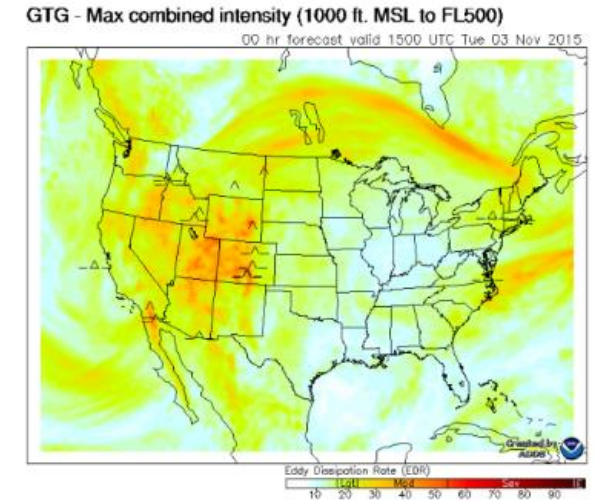 GTG - Max combined intensity (1000 ft. MSL to FL500)
00 hr forecast valid 1500 UTC Tue 03 Nov 2015
Created by
ADDS
Eddy Dissipation Rate (EDR)
Lgt Mod Sev
10 20 30 40 50 60 70 80 90